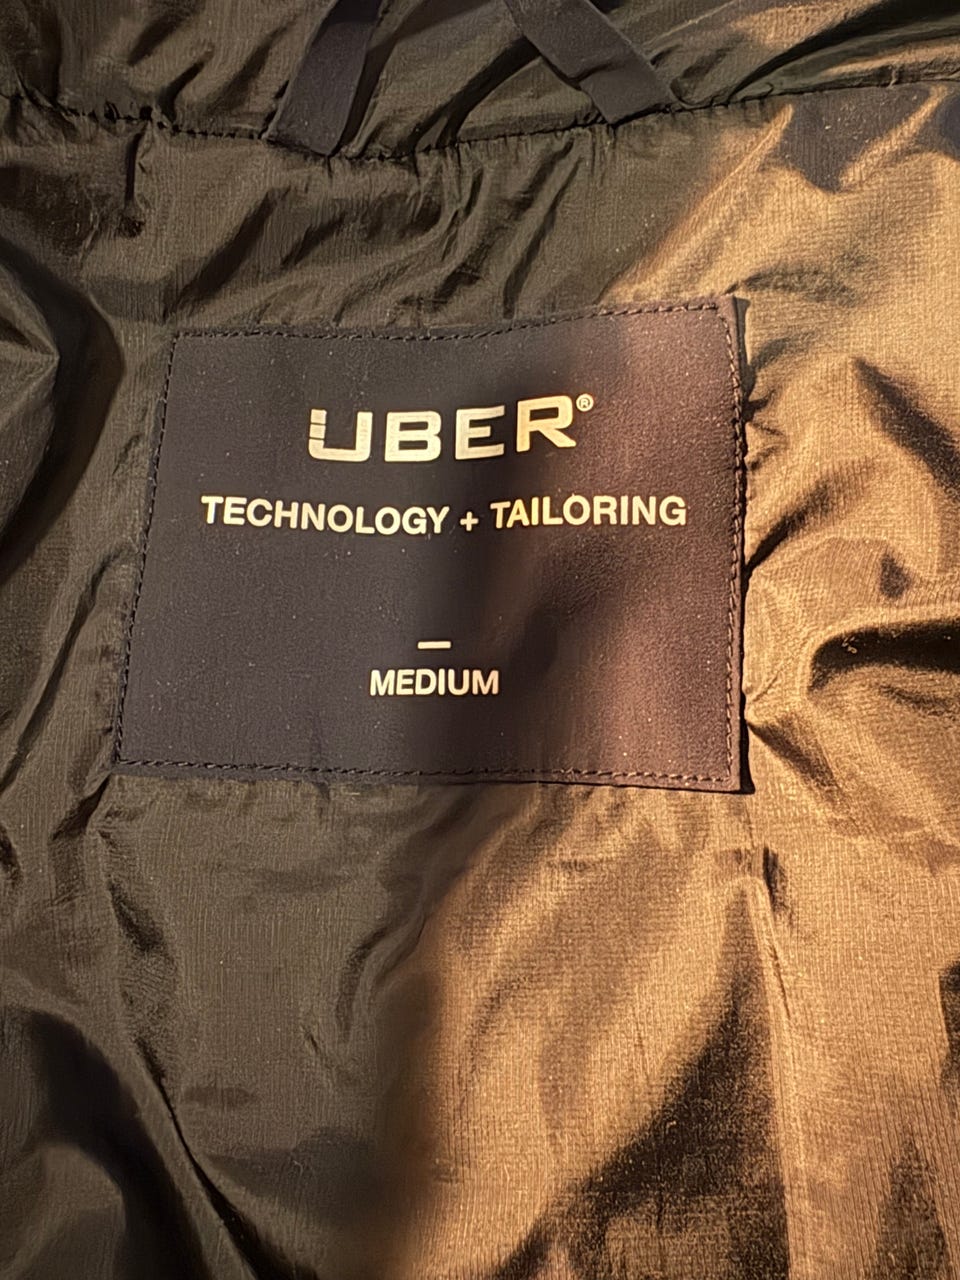 UBER®
TECHNOLOGY + TAILORING
—
MEDIUM